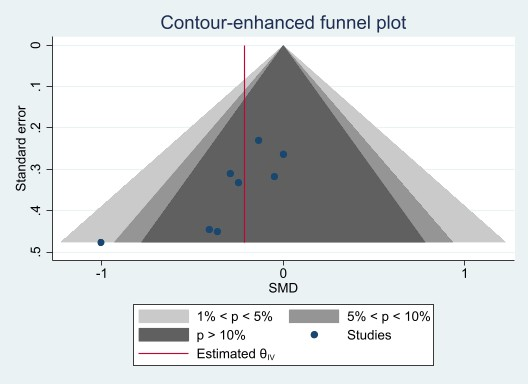 Contour-enhanced funnel plot
Standard error
0
.1
.2
.3
.4
.5
-1
0
1
SMD
1% < p < 5%
5% < p < 10%
p > 10%
Studies
Estimated θIV